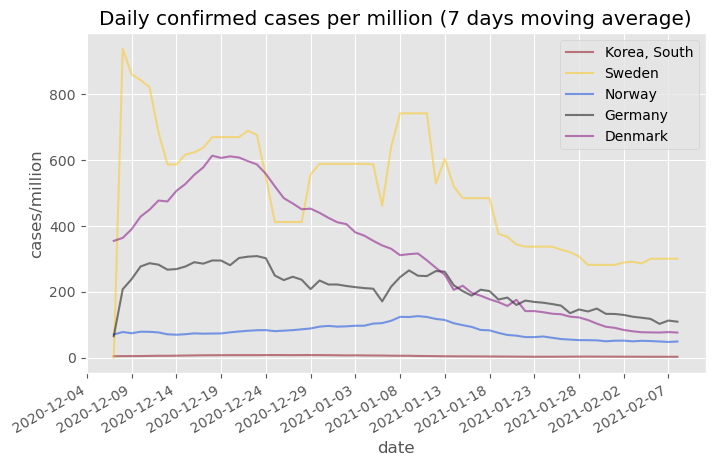 Daily confirmed cases per million (7 days moving average)
Korea, South
Sweden
Norway
Germany
Denmark
cases/million
800
600
400
200
0
2020-12-04
2020-12-09
2020-12-14
2020-12-19
2020-12-24
2020-12-29
2021-01-03
2021-01-08
2021-01-13
2021-01-18
2021-01-23
2021-01-28
2021-02-02
2021-02-07
date